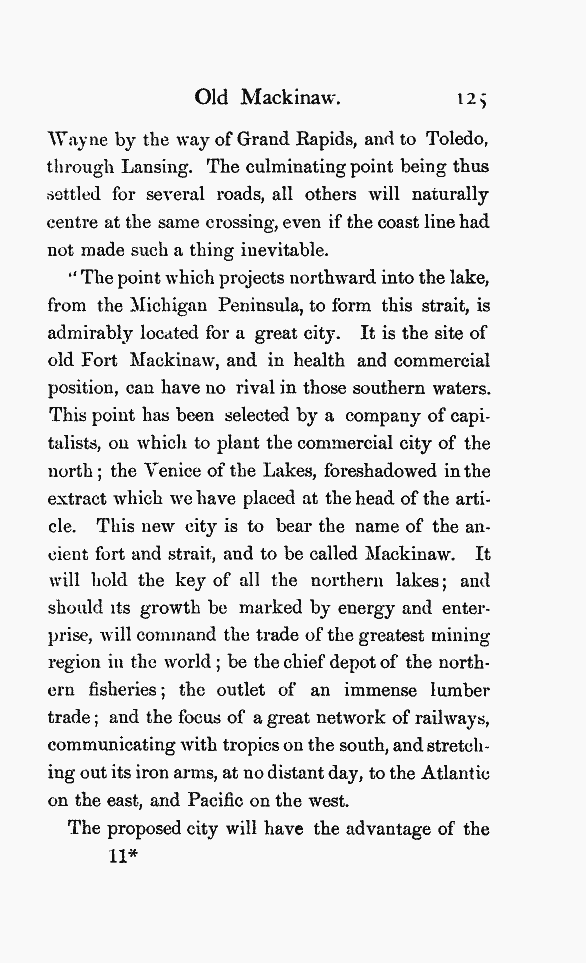 Old Mackinaw. 125
Wayne by the way of Grand Rapids, and to Toledo,
through Lansing. The culminating point being thus
settled for several roads, all others will naturally
centre at the same crossing, even if the coast line had
not made such a thing inevitable.
"The point which projects northward into the lake,
from the Michigan Peninsula, to form this strait, is
admirably located for a great city. It is the site of
old Fort Mackinaw, and in health and commercial
position, can have no rival in those southern waters.
This point has been selected by a company of capi-
talists, on which to plant the commercial city of the
north; the Venice of the Lakes, foreshadowed in the
extract which we have placed at the head of the arti-
cle. This new city is to bear the name of the an-
cient fort and strait, and to be called Mackinaw. It
will hold the key of all the northern lakes; and
should its growth be marked by energy and enter-
prise, will command the trade of the greatest mining
region in the world; be the chief depot of the north-
ern fisheries; the outlet of an immense lumber
trade; and the focus of a great network of railways,
communicating with tropics on the south, and stretch-
ing out its iron arms, at no distant day, to the Atlantic
on the east, and Pacific on the west.
The proposed city will have the advantage of the
11*